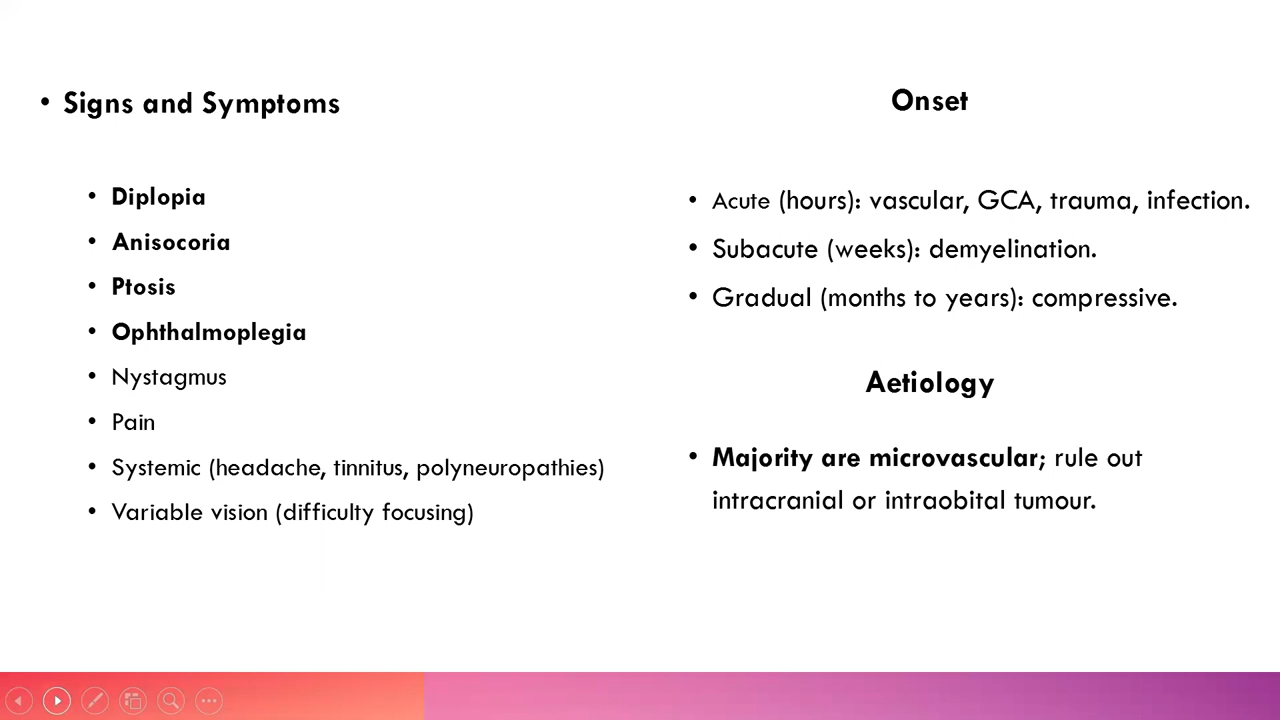 • Signs and Symptoms
• Diplopia
• Anisocoria
• Ptosis
• Ophthalmoplegia
• Nystagmus
• Pain
• Systemic (headache, tinnitus, polyneuropathies)
• Variable vision (difficulty focusing)
Onset
• Acute (hours): vascular, GCA, trauma, infection.
• Subacute (weeks): demyelination.
• Gradual (months to years): compressive.
Aetiology
• Majority are microvascular; rule out
intracranial or intraobital tumour.